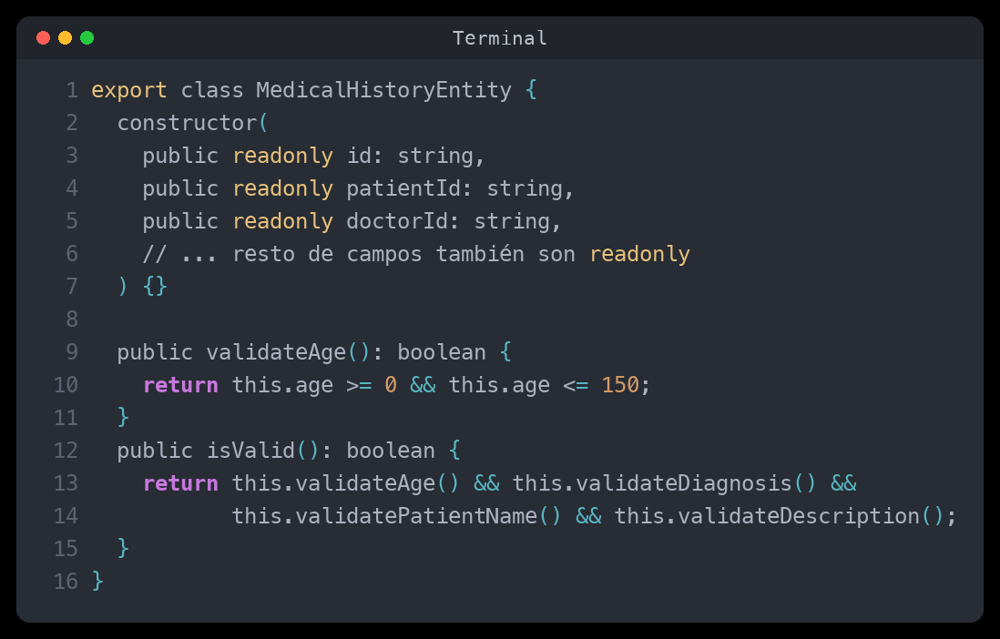 Terminal
1 export class MedicalHistoryEntity {
2   constructor(
3     public readonly id: string,
4     public readonly patientId: string,
5     public readonly doctorId: string,
6     // ... resto de campos también son readonly
7   ) {}
8
9   public validateAge(): boolean {
10     return this.age >= 0 && this.age <= 150;
11   }
12   public isValid(): boolean {
13     return this.validateAge() && this.validateDiagnosis() &&
14            this.validatePatientName() && this.validateDescription();
15   }
16 }